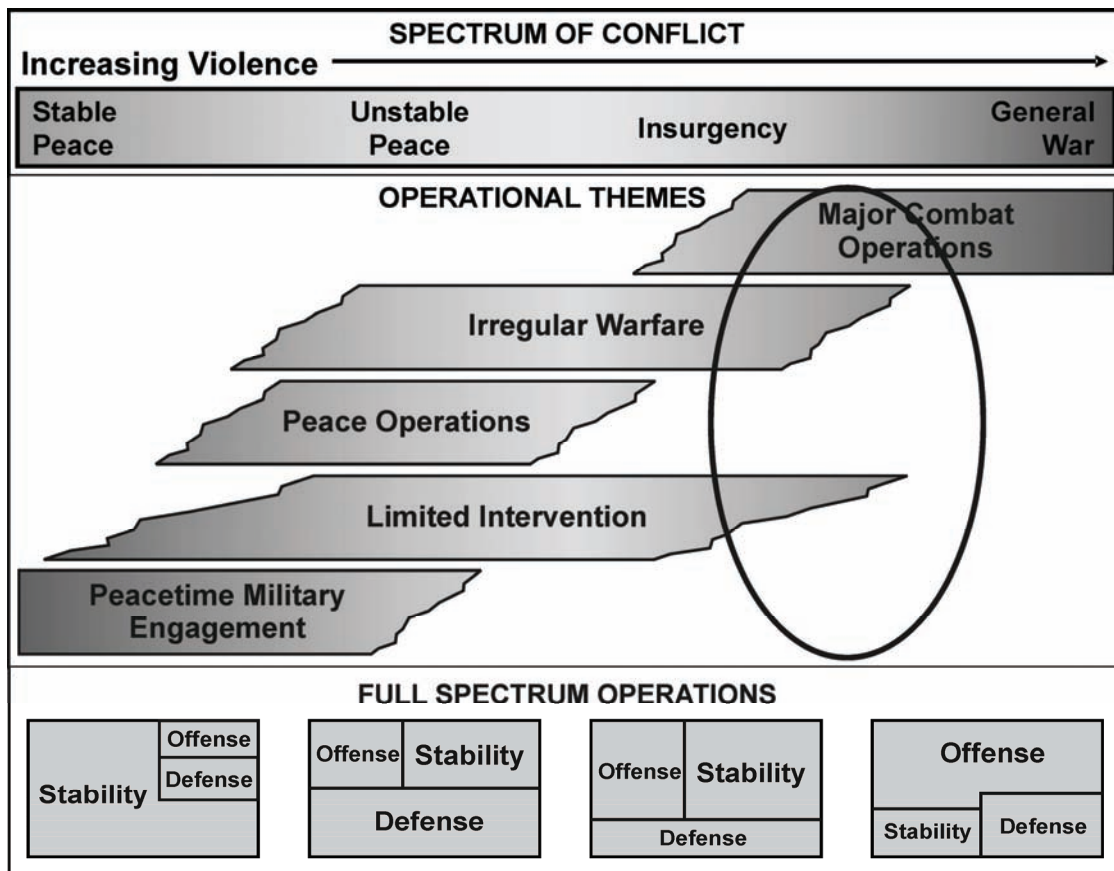 SPECTRUM OF CONFLICT
Increasing Violence
Stable
Peace
Unstable
Peace
Insurgency
General
War
OPERATIONAL THEMES
Major Combat
Operations
Irregular Warfare
Peace Operations
Limited Intervention
Peacetime Military
Engagement
FULL SPECTRUM OPERATIONS
Stability
Offense
Defense
Offense
Stability
Defense
Offense
Stability
Defense
Offense
Stability
Defense